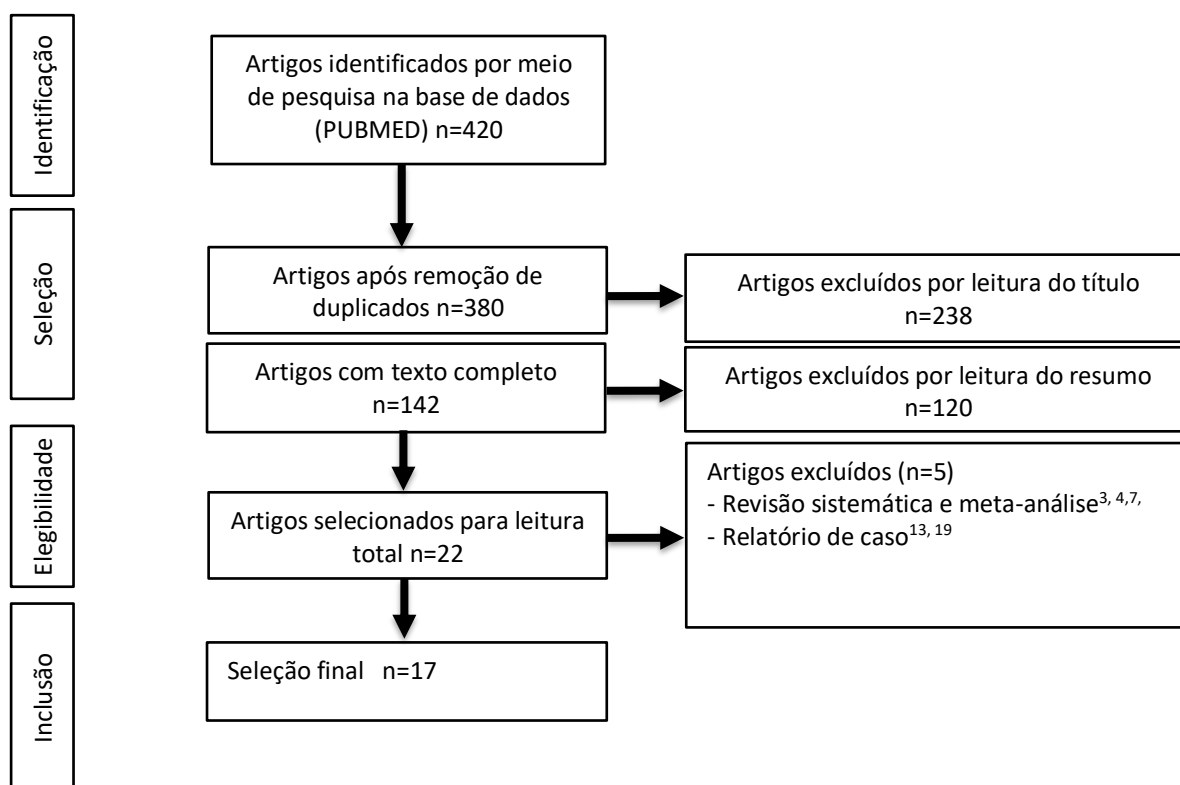 Identificação
Artigos identificados por meio
de pesquisa na base de dados
(PUBMED) n=420
Seleção
Artigos após remoção de
duplicados n=380
Artigos excluídos por leitura do título
n=238
Artigos com texto completo
n=142
Artigos excluídos por leitura do resumo
n=120
Elegibilidade
Artigos selecionados para leitura
total n=22
Artigos excluídos (n=5)
- Revisão sistemática e meta-análise3, 4,7,
- Relatório de caso13, 19
Inclusão
Seleção final n=17